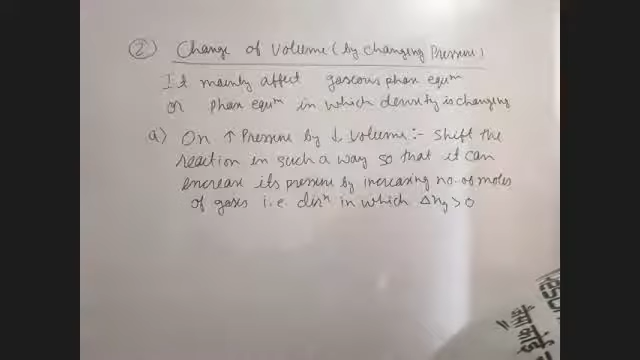 ② Change of Volume (by changing Pressure)
It mainly affect gaseous phase equm
or phase equm in which density is changing
a) On ↑ Pressure by ↓ Volume :- Shift the
reaction in such a way so that it can
increase its pressure by increasing no. of moles
of gases i.e. dirn in which Δng > 0